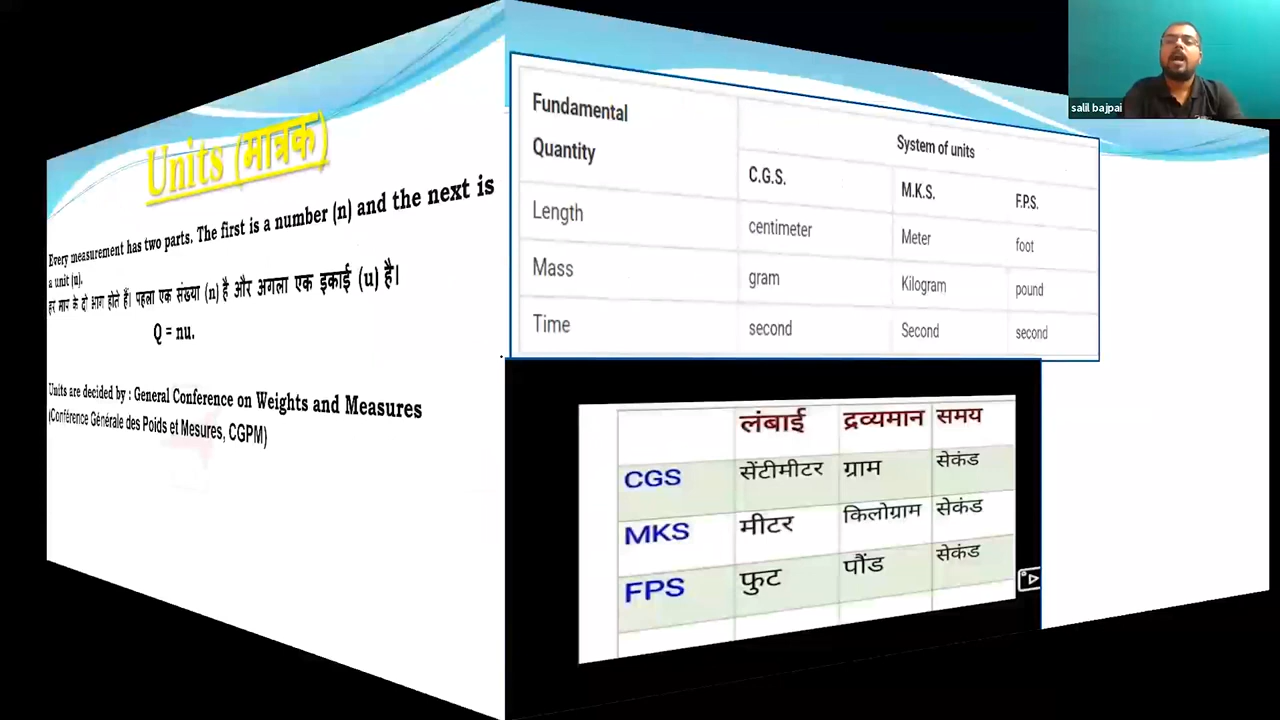 Units (मात्रक)
Every measurement has two parts. The first is a number (n) and the next is
a unit (u).
हर माप के दो भाग होते हैं। पहला एक संख्या (n) है और अगला एक इकाई (u) है।
Q = nu.
Units are decided by : General Conference on Weights and Measures
(Conférence Générale des Poids et Mesures, CGPM)
Fundamental
Quantity
System of units
C.G.S. M.K.S. F.P.S.
Length centimeter Meter foot
Mass gram Kilogram pound
Time second Second second
लंबाई द्रव्यमान समय
CGS सेंटीमीटर ग्राम सेकंड
MKS मीटर किलोग्राम सेकंड
FPS फुट पौंड सेकंड
salil bajpai